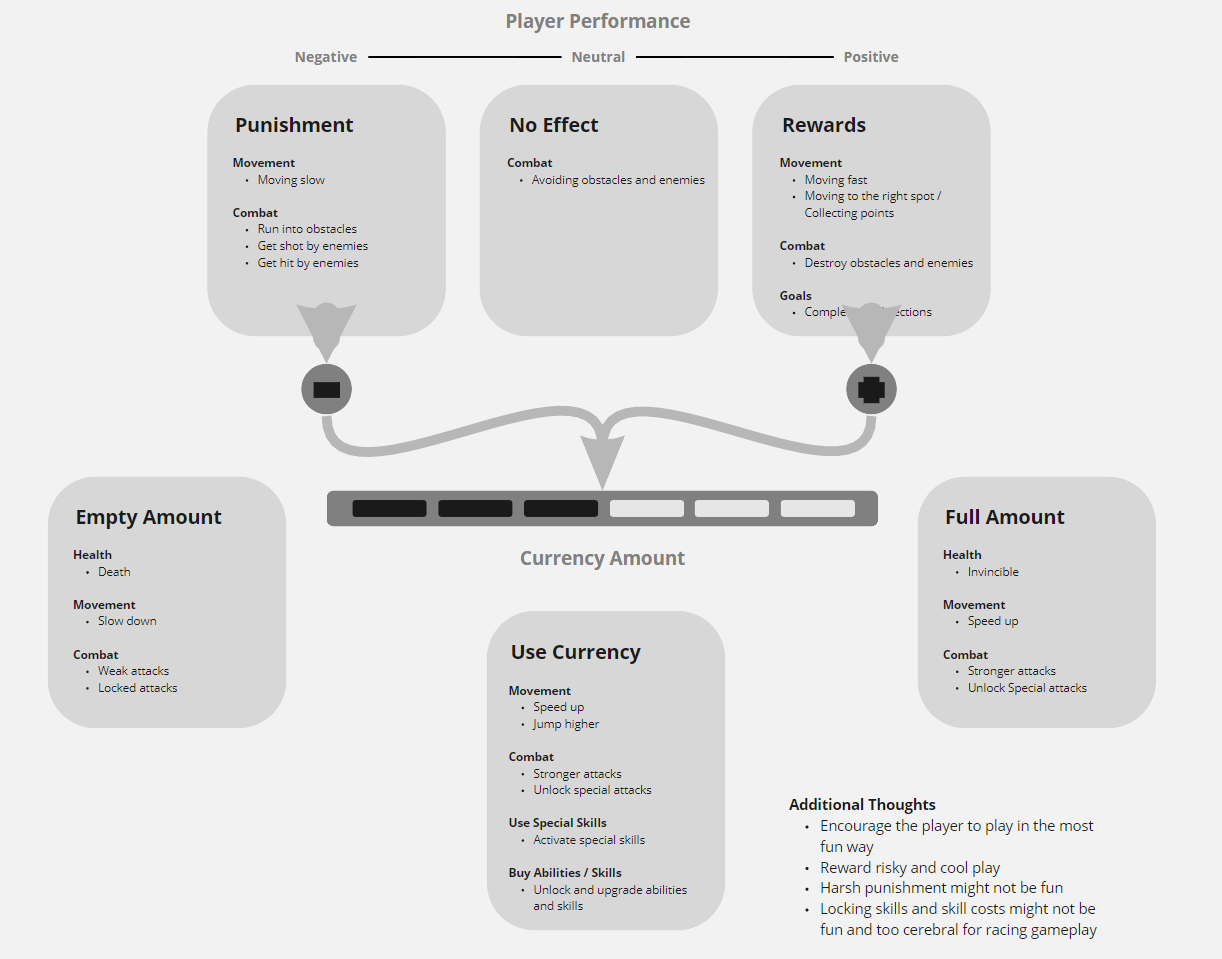 Player Performance
Negative
Neutral
Positive
Punishment
Movement
• Moving slow
Combat
• Run into obstacles
• Get shot by enemies
• Get hit by enemies
No Effect
Combat
• Avoiding obstacles and enemies
Rewards
Movement
• Moving fast
• Moving to the right spot /
Collecting points
Combat
• Destroy obstacles and enemies
Goals
Empty Amount
Health
• Death
Movement
• Slow down
Combat
• Weak attacks
• Locked attacks
Currency Amount
Full Amount
Health
• Invincible
Movement
• Speed up
Combat
• Stronger attacks
• Unlock Special attacks
Use Currency
Movement
• Speed up
• Jump higher
Combat
• Stronger attacks
• Unlock special attacks
Use Special Skills
• Activate special skills
Buy Abilities / Skills
• Unlock and upgrade abilities
and skills
Additional Thoughts
• Encourage the player to play in the most
fun way
• Reward risky and cool play
• Harsh punishment might not be fun
• Locking skills and skill costs might not be
fun and too cerebral for racing gameplay